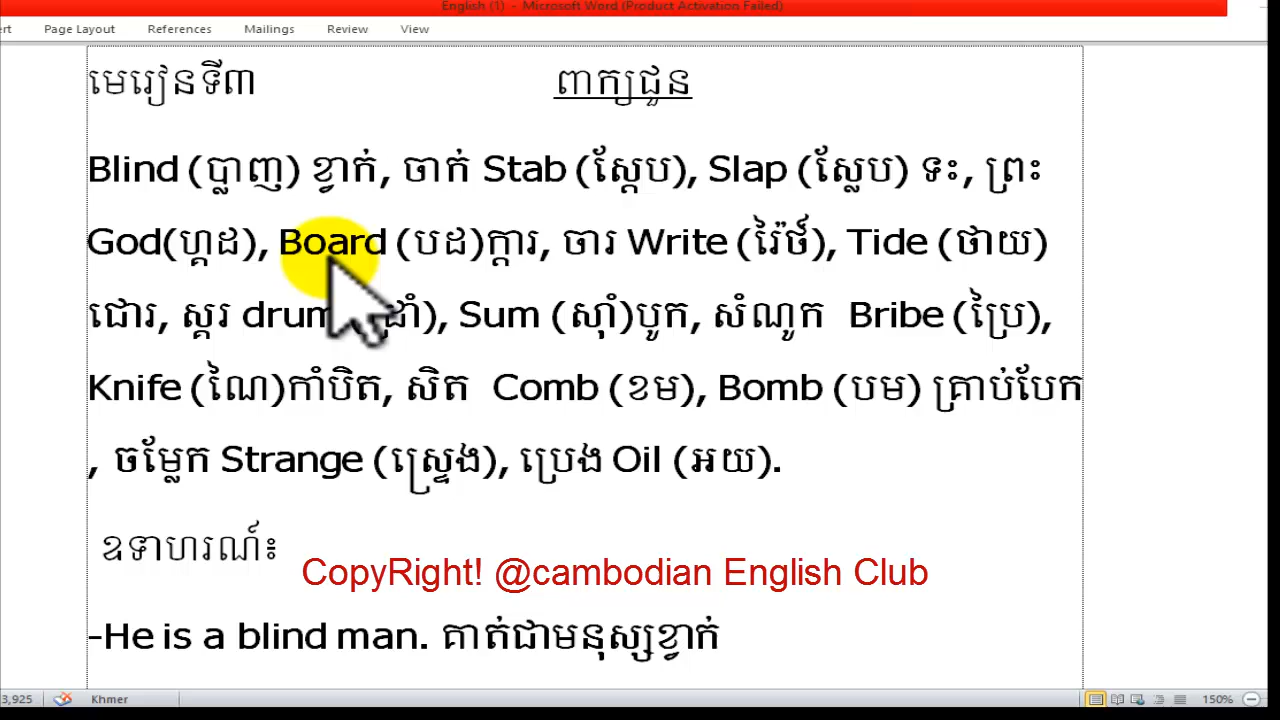 English (1) - Microsoft Word (Product Activation Failed)
ert Page Layout References Mailings Review View
មេរៀនទី៣ ពាក្យជួន
Blind (ប្លាញ) ខ្វាក់, ចាក់ Stab (ស្តែប), Slap (ស្លែប) ទះ, ព្រះ
God(ហ្គដ), Board (បដ)ក្តារ, ចារ Write (រ៉ៃថ៍), Tide (ថាយ)
ជោរ, ស្គរ drum ដ្រាំ), Sum (ស៊ាំ)បូក, សំណូក Bribe (ប្រៃ),
Knife (ណៃ)កាំបិត, សិត Comb (ខម), Bomb (បម) គ្រាប់បែក
, ចម្លែក Strange (ស្ត្រេង), ប្រេង Oil (អយ).
ឧទាហរណ៍៖
CopyRight! @cambodian English Club
-He is a blind man. គាត់ជាមនុស្សខ្វាក់
3,925 Khmer 150%